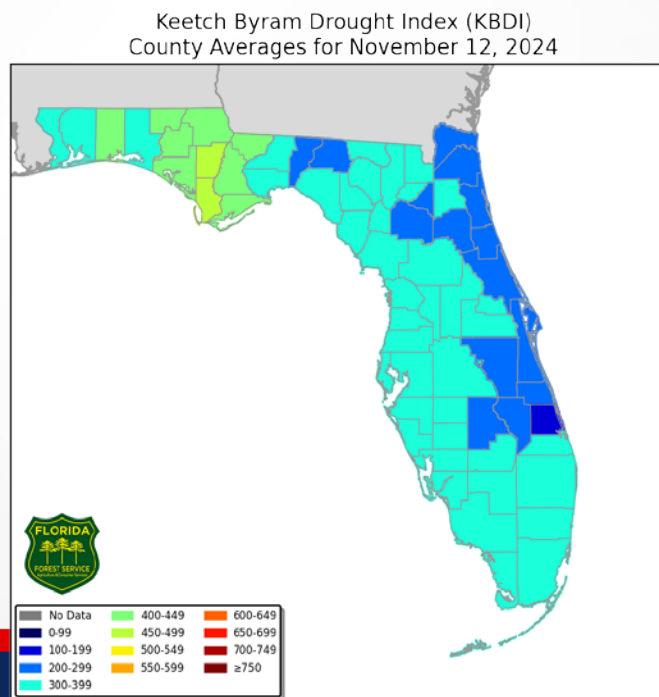 Keetch Byram Drought Index (KBDI)
County Averages for November 12, 2024
FLORIDA
FOREST SERVICE
No Data
0-99
100-199
200-299
300-399
400-449
450-499
500-549
550-599
600-649
650-699
700-749
≥750